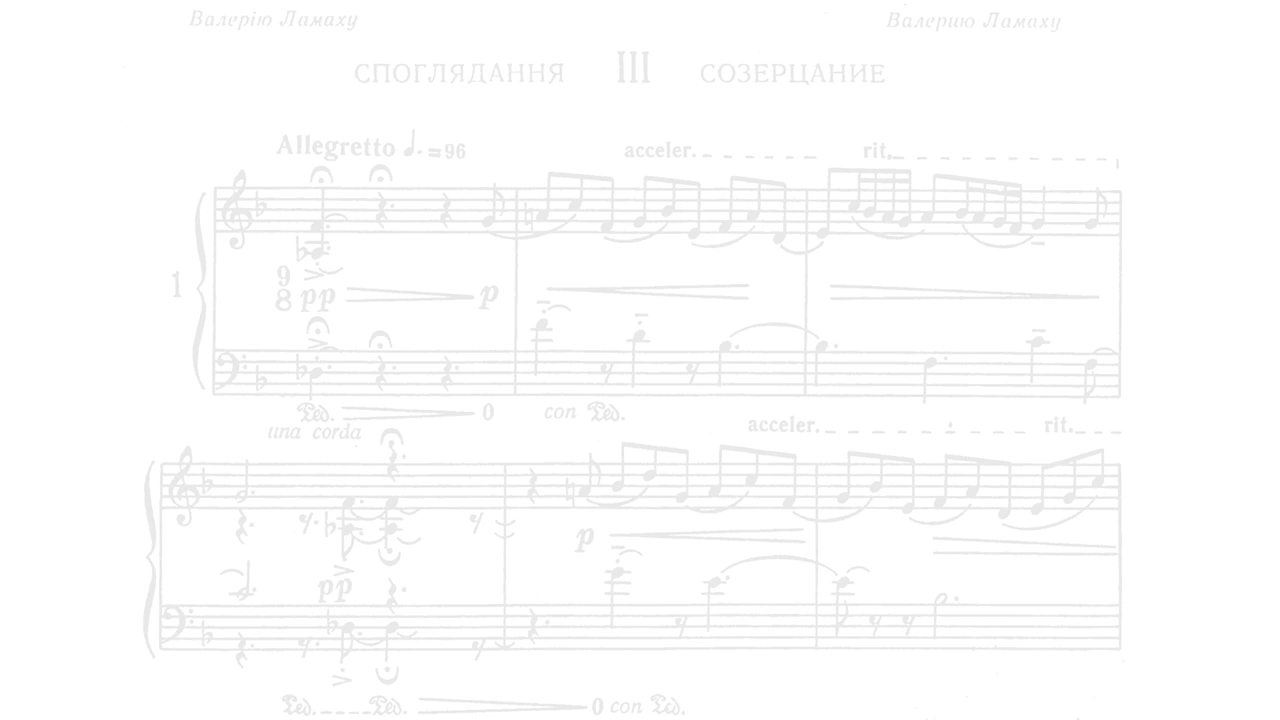 Валерію Ламаху Валерию Ламаху
СПОГЛЯДАННЯ III СОЗЕРЦАНИЕ
Allegretto = 96 acceler. rit.
1
9
8
pp p
Ped. 0 con Ped.
una corda
acceler. rit.
p
pp
Ped. Ped. 0 con Ped.